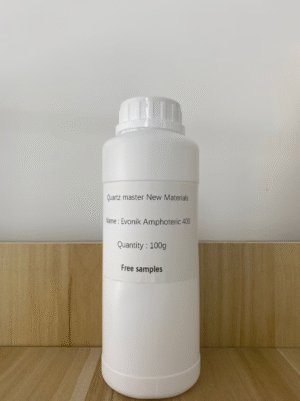 Quartz master New Materials
Name : Evonik Amphoteric 400
Quantity : 100g
Free samples